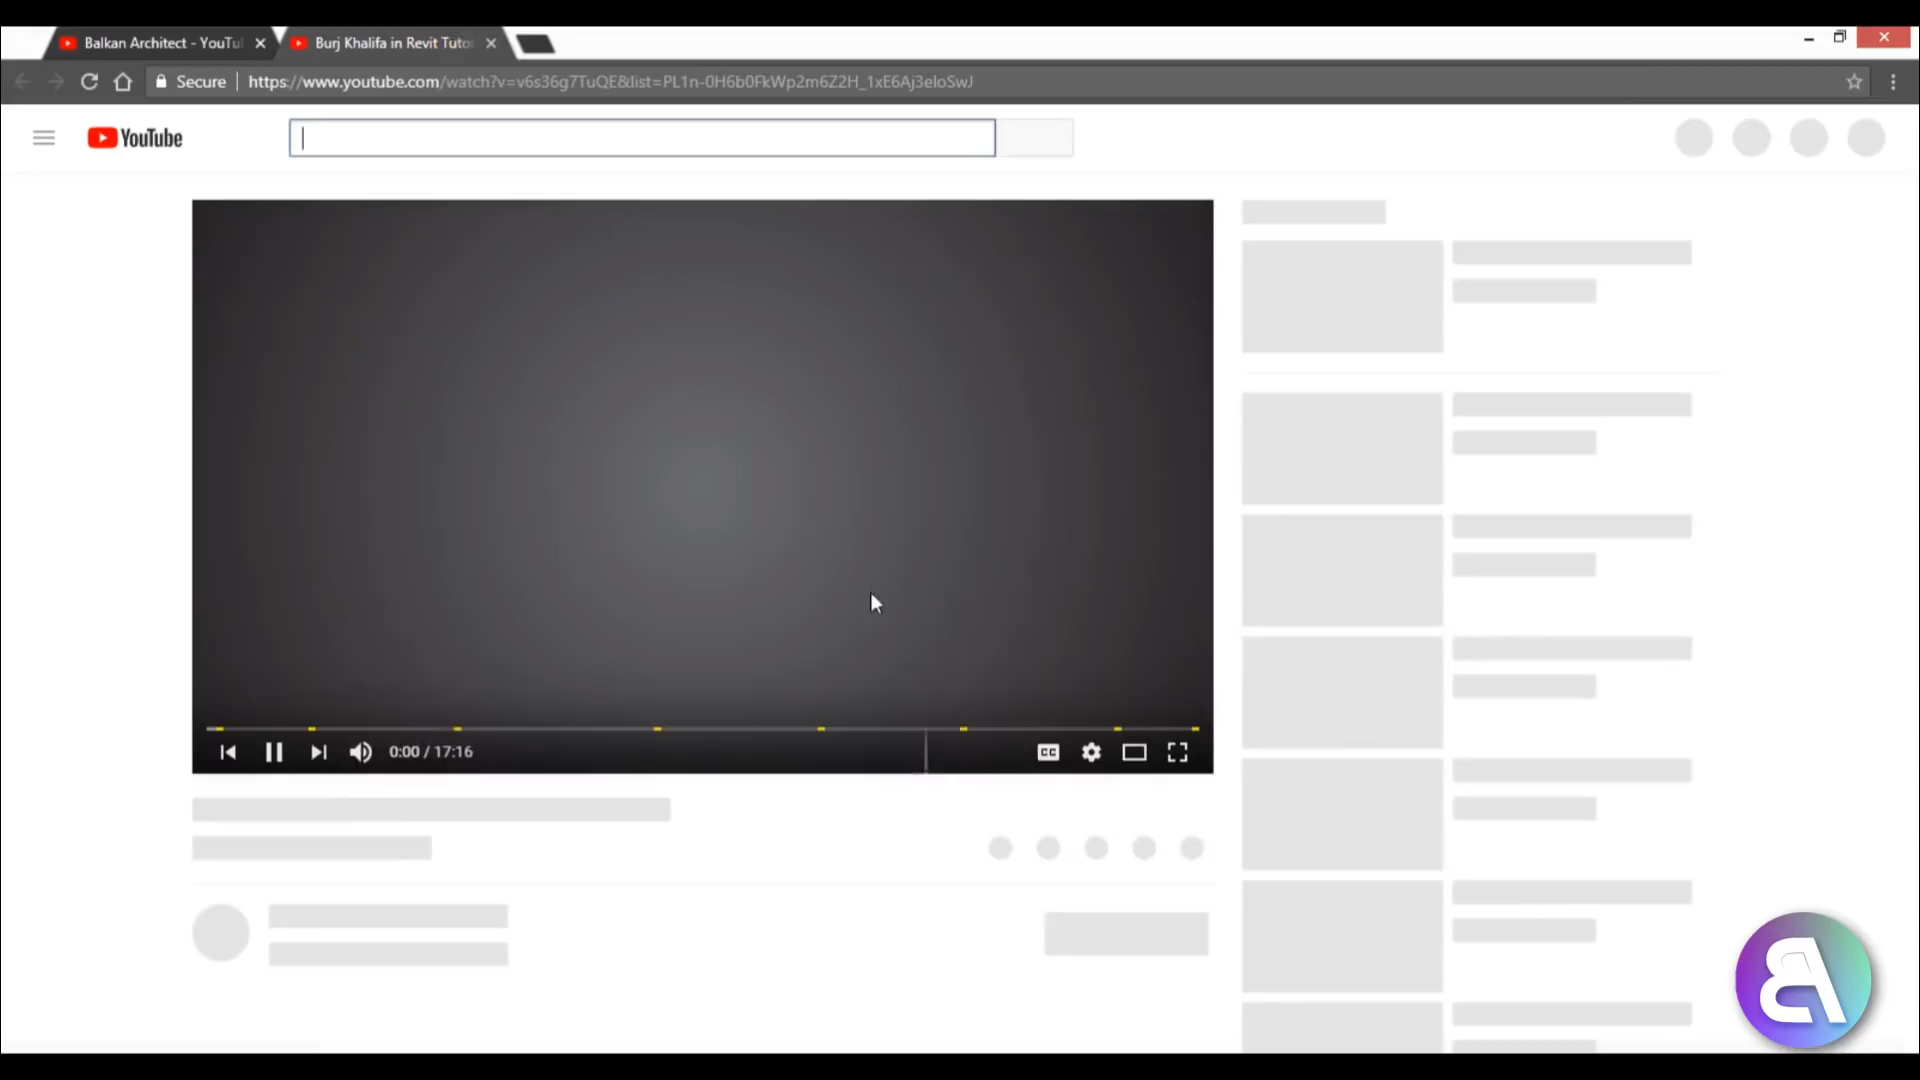 Balkan Architect - YouTu
Burj Khalifa in Revit Tuto
Secure
https://www.youtube.com/watch?v=v6s36g7TuQE&list=PL1n-0H6b0FkWp2m6Z2H_1xE6Aj3eloSwJ
YouTube
0:00 / 17:16
CC